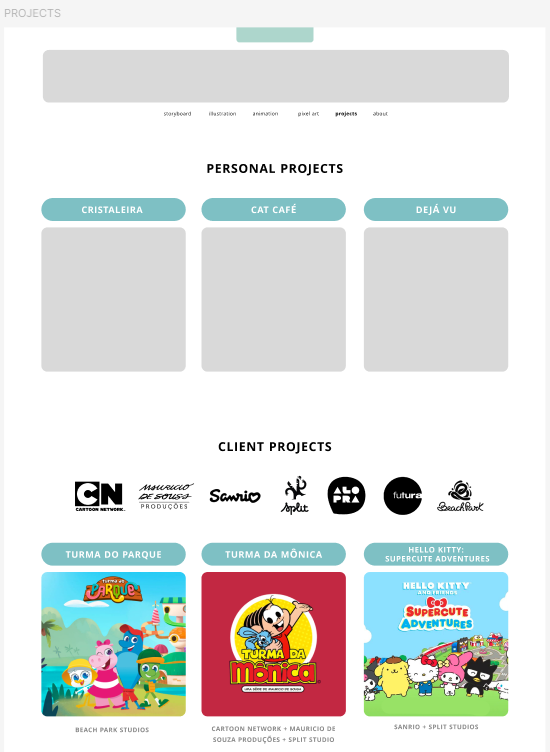 PROJECTS
storyboard illustration animation pixel art projects about
PERSONAL PROJECTS
CRISTALEIRA CAT CAFÉ DEJÁ VU
CLIENT PROJECTS
CN
CARTOON NETWORK.
MAURICIO
DE SOUSA
PRODUÇÕES
Sanrio
split
ALOPRA
futura
BeachPark
TURMA DO PARQUE
TURMA DA MÔNICA
HELLO KITTY:
SUPERCUTE ADVENTURES
Turma do
PARQUE
TURMA DA
Mônica
UMA SÉRIE DE MAURICIO DE SOUSA
HELLO KITTY
AND FRIENDS
SUPERCUTE
ADVENTURES
BEACH PARK STUDIOS
CARTOON NETWORK + MAURICIO DE
SOUZA PRODUÇÕES + SPLIT STUDIO
SANRIO + SPLIT STUDIOS